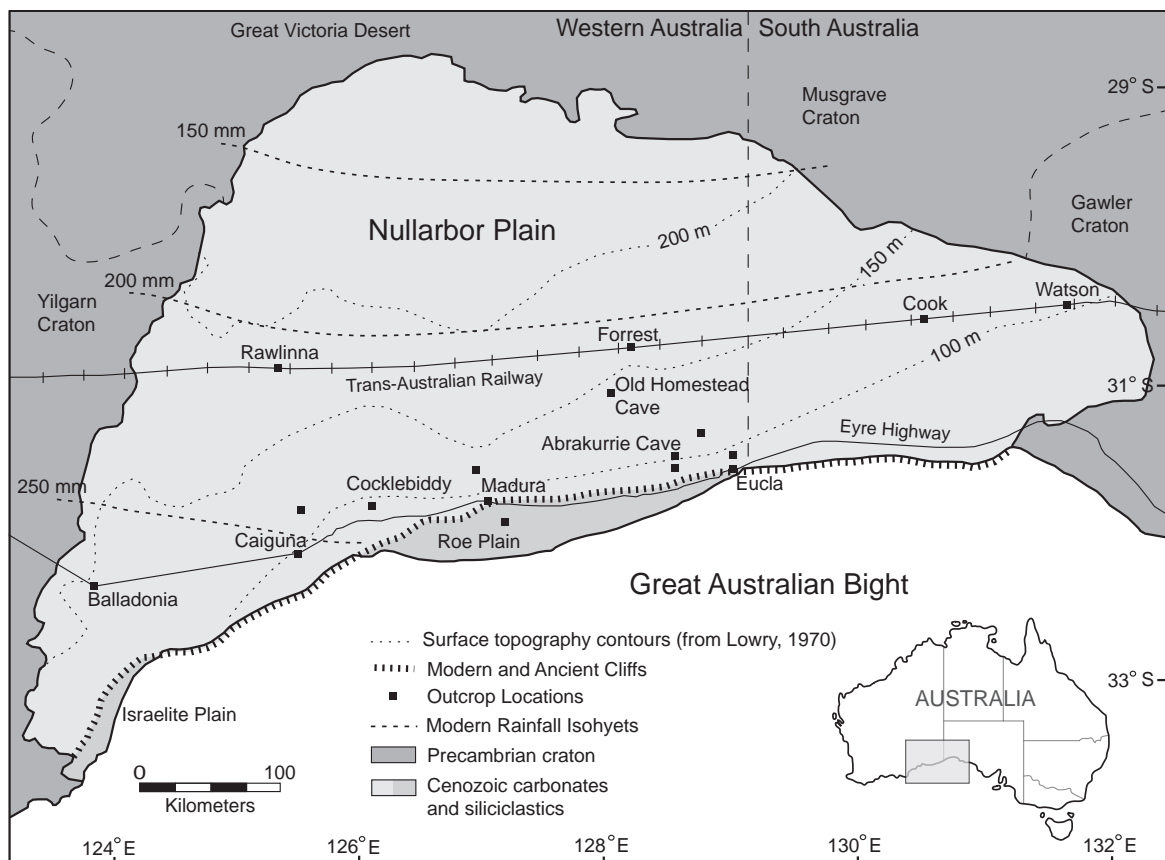 Great Victoria Desert
Western Australia
South Australia
29° S
Musgrave
Craton
150 mm
Gawler
Craton
Nullarbor Plain
200 m
150 m
200 mm
Yilgarn
Craton
Watson
Cook
Forrest
100 m
Rawlinna
Trans-Australian Railway
31° S
Old Homestead
Cave
Eyre Highway
Abrakurrie Cave
250 mm
Cocklebiddy
Madura
Eucla
Caiguna
Roe Plain
Balladonia
Great Australian Bight
Surface topography contours (from Lowry, 1970)
Modern and Ancient Cliffs
Outcrop Locations
Modern Rainfall Isohyets
Precambrian craton
Cenozoic carbonates
and siliciclastics
Israelite Plain
0 100
Kilometers
AUSTRALIA
33° S
124° E
126° E
128° E
130° E
132° E